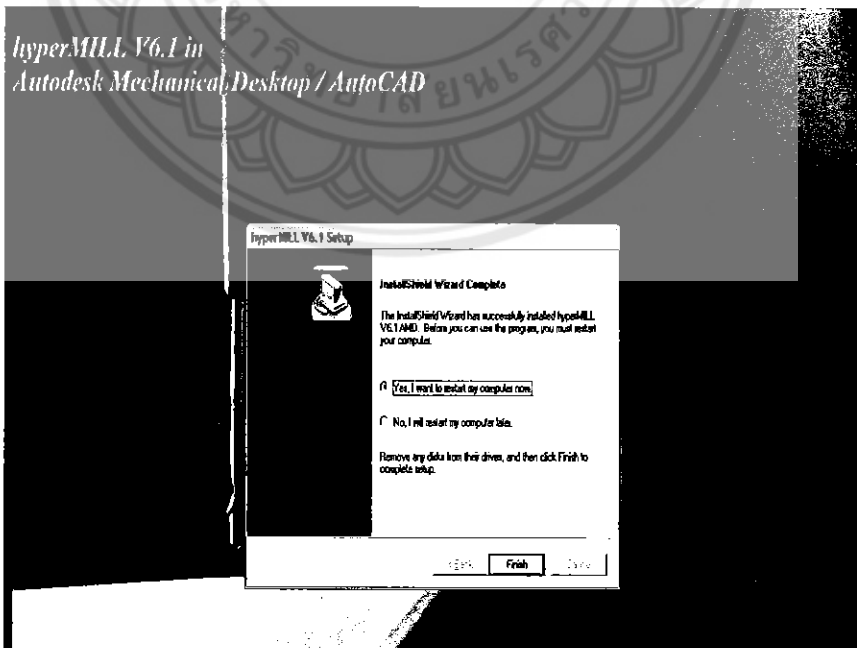 hyperMILL V6.1 in
Autodesk Mechanical Desktop / AutoCAD
hyperMILL V6.1 Setup
InstallShield Wizard Complete
The InstallShield Wizard has successfully installed hyperMILL
V6.1 AMD. Before you can use the program, you must restart
your computer.
Yes, I want to restart my computer now.
No, I will restart my computer later.
Remove any disks from their drives, and then click Finish to
complete setup.
< Back Finish Cancel